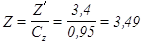 Z = Z' / C_z = 3,4 / 0,95 = 3,49